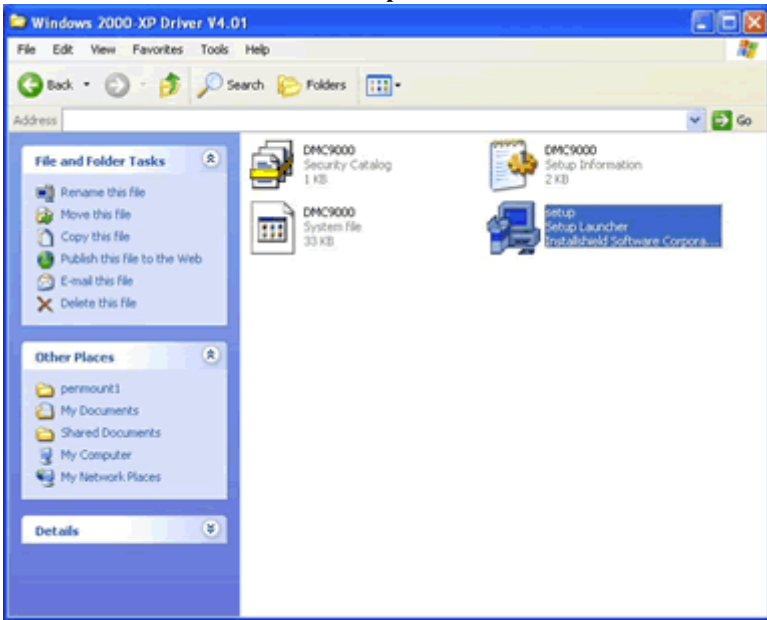 Windows 2000-XP Driver V4.01
File Edit View Favorites Tools Help
Back Search Folders
Address Go
File and Folder Tasks
Rename this file
Move this file
Copy this file
Publish this file to the Web
E-mail this file
Delete this file
Other Places
penmount1
My Documents
Shared Documents
My Computer
My Network Places
Details
DMC9000
Security Catalog
1 KB
DMC9000
Setup Information
2 KB
DMC9000
System file
33 KB
setup
Setup Launcher
Installshield Software Corpora...